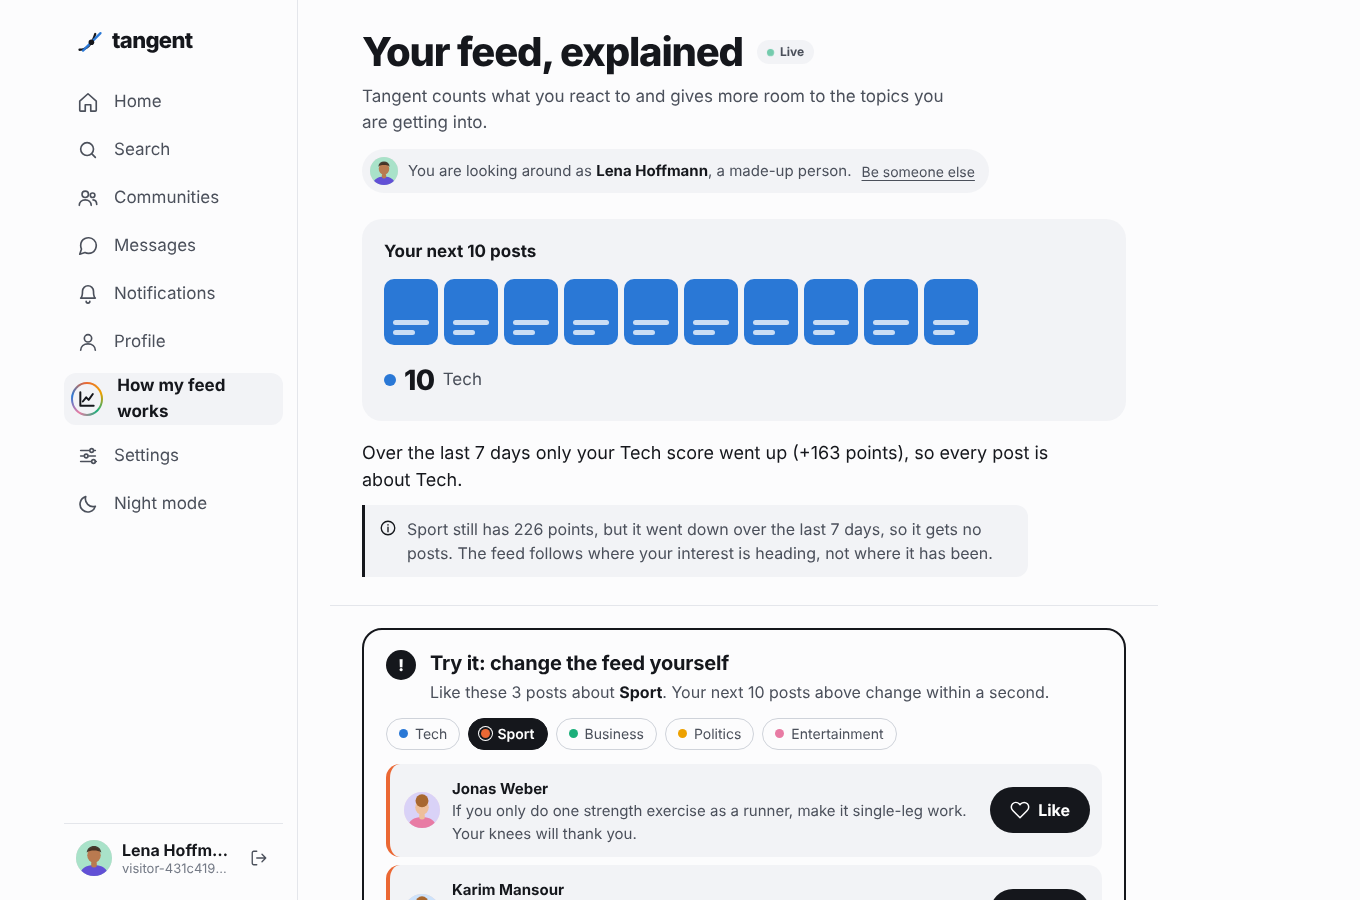 tangent
Home
Search
Communities
Messages
Notifications
Profile
How my feed
works
Settings
Night mode
Lena Hoffm...
visitor-431c419...
Your feed, explained
Live
Tangent counts what you react to and gives more room to the topics you
are getting into.
You are looking around as Lena Hoffmann, a made-up person. Be someone else
Your next 10 posts
10 Tech
Over the last 7 days only your Tech score went up (+163 points), so every post is
about Tech.
Sport still has 226 points, but it went down over the last 7 days, so it gets no
posts. The feed follows where your interest is heading, not where it has been.
Try it: change the feed yourself
Like these 3 posts about Sport. Your next 10 posts above change within a second.
Tech Sport Business Politics Entertainment
Jonas Weber
If you only do one strength exercise as a runner, make it single-leg work.
Your knees will thank you.
Like
Karim Mansour